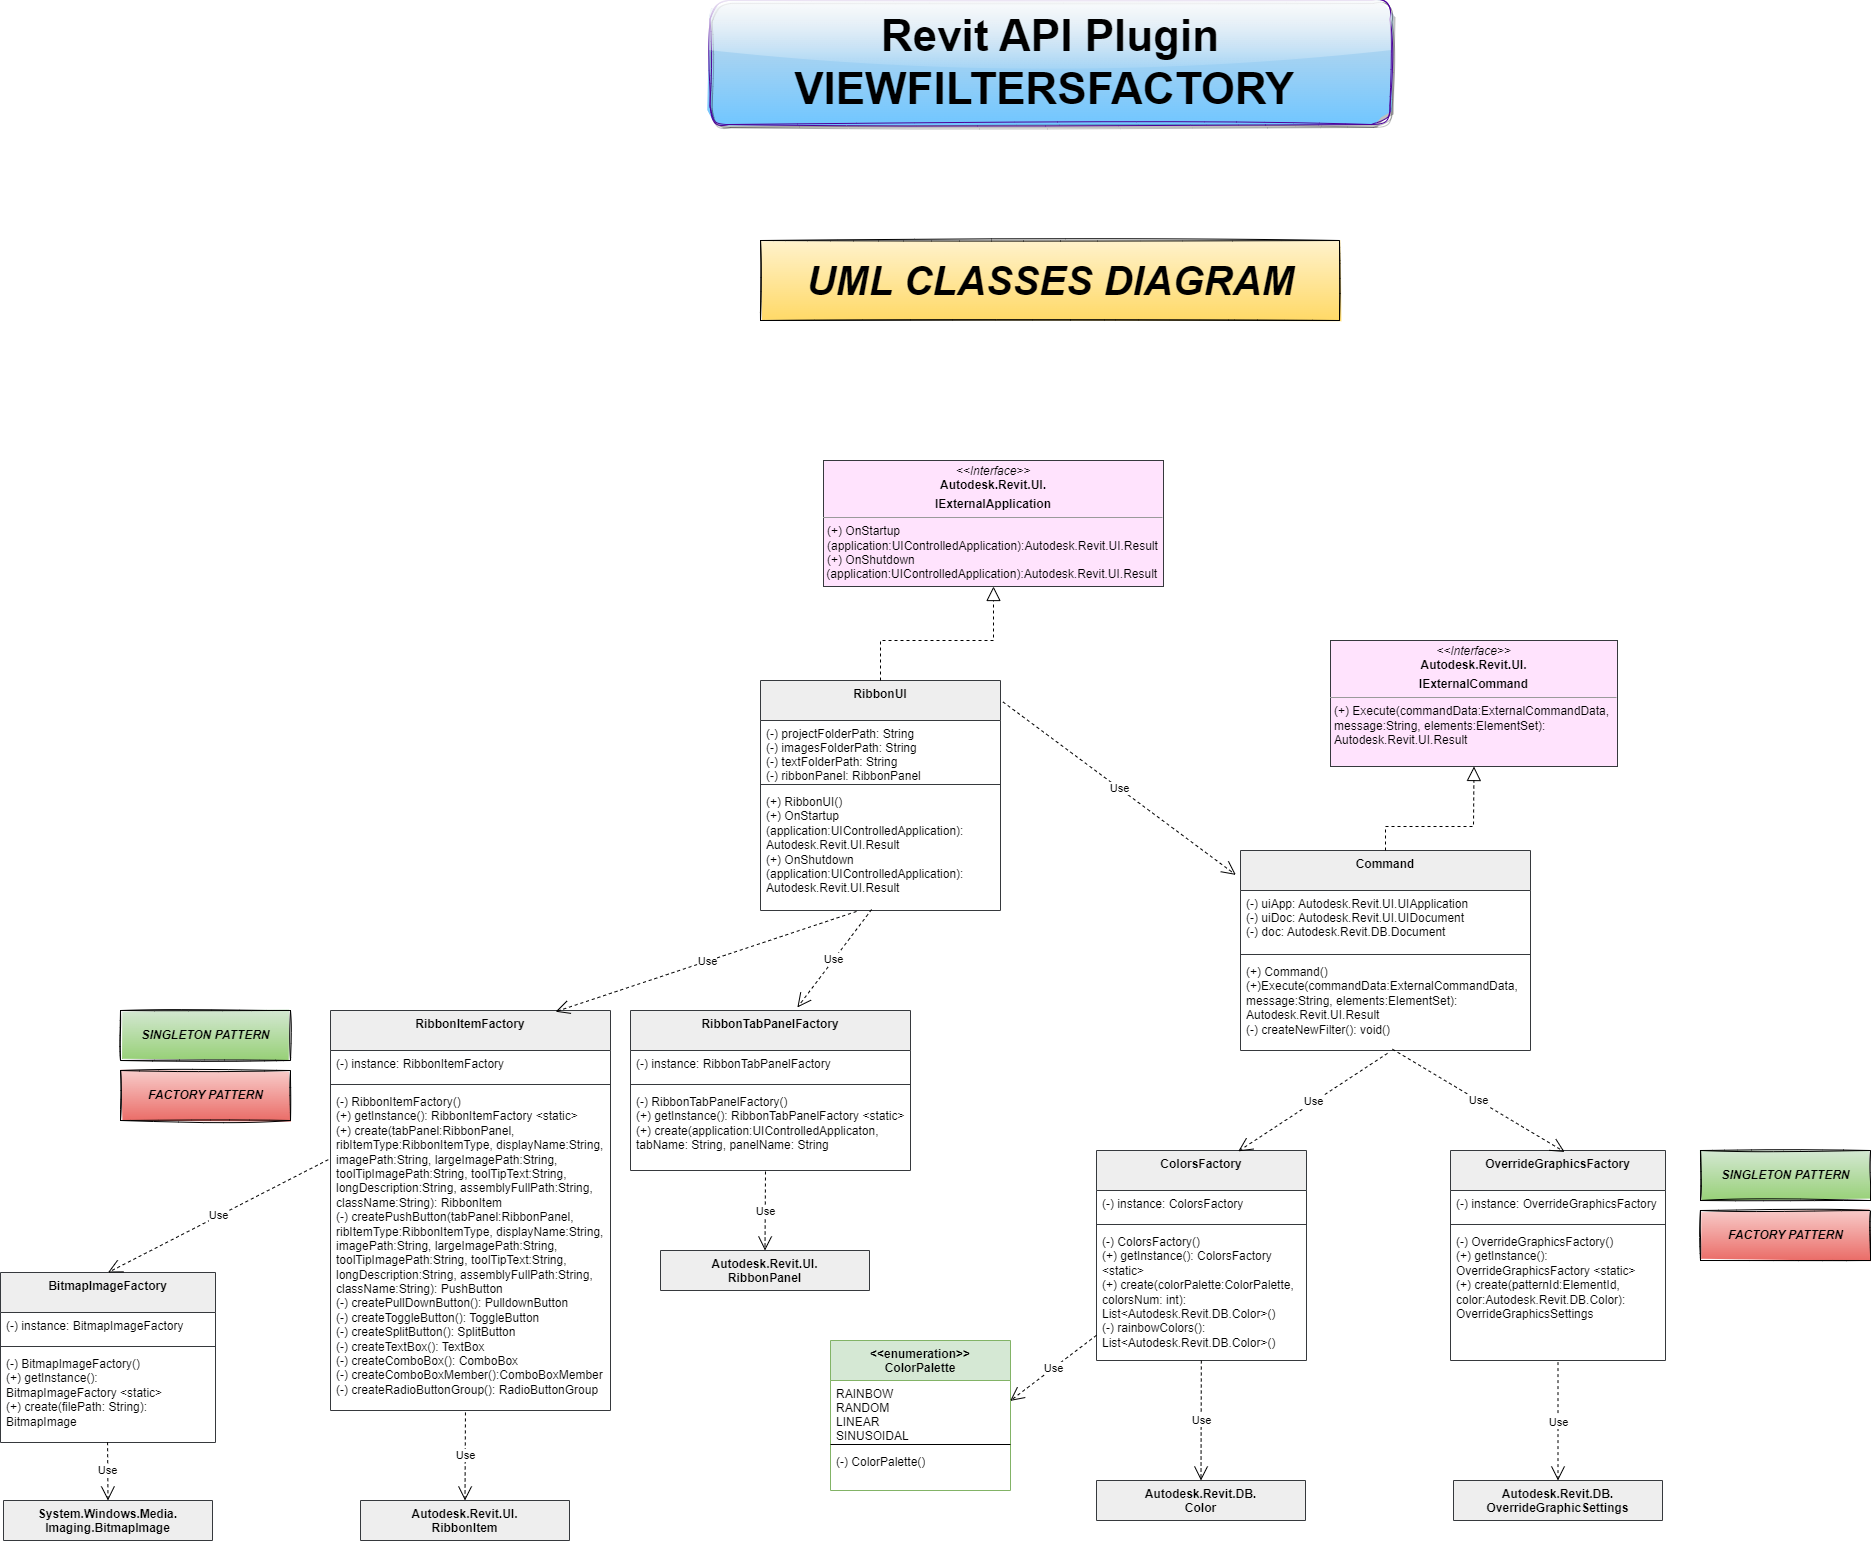 Revit API Plugin
VIEWFILTERSFACTORY
UML CLASSES DIAGRAM
<<Interface>>
Autodesk.Revit.UI.
IExternalApplication
(+) OnStartup
(application:UIControlledApplication):Autodesk.Revit.UI.Result
(+) OnShutdown
(application:UIControlledApplication):Autodesk.Revit.UI.Result
<<Interface>>
Autodesk.Revit.UI.
IExternalCommand
(+) Execute(commandData:ExternalCommandData,
message:String, elements:ElementSet):
Autodesk.Revit.UI.Result
RibbonUI
(-) projectFolderPath: String
(-) imagesFolderPath: String
(-) textFolderPath: String
(-) ribbonPanel: RibbonPanel
(+) RibbonUI()
(+) OnStartup
(application:UIControlledApplication):
Autodesk.Revit.UI.Result
(+) OnShutdown
(application:UIControlledApplication):
Autodesk.Revit.UI.Result
Use
Command
(-) uiApp: Autodesk.Revit.UI.UIApplication
(-) uiDoc: Autodesk.Revit.UI.UIDocument
(-) doc: Autodesk.Revit.DB.Document
(+) Command()
(+)Execute(commandData:ExternalCommandData,
message:String, elements:ElementSet):
Autodesk.Revit.UI.Result
(-) createNewFilter(): void()
Use
Use
SINGLETON PATTERN
FACTORY PATTERN
RibbonItemFactory
(-) instance: RibbonItemFactory
(-) RibbonItemFactory()
(+) getInstance(): RibbonItemFactory <static>
(+) create(tabPanel:RibbonPanel,
ribItemType:RibbonItemType, displayName:String,
imagePath:String, largeImagePath:String,
toolTipImagePath:String, toolTipText:String,
longDescription:String, assemblyFullPath:String,
className:String): RibbonItem
(-) createPushButton(tabPanel:RibbonPanel,
ribItemType:RibbonItemType, displayName:String,
imagePath:String, largeImagePath:String,
toolTipImagePath:String, toolTipText:String,
longDescription:String, assemblyFullPath:String,
className:String): PushButton
(-) createPullDownButton(): PulldownButton
(-) createToggleButton(): ToggleButton
(-) createSplitButton(): SplitButton
(-) createTextBox(): TextBox
(-) createComboBox(): ComboBox
(-) createComboBoxMember():ComboBoxMember
(-) createRadioButtonGroup(): RadioButtonGroup
RibbonTabPanelFactory
(-) instance: RibbonTabPanelFactory
(-) RibbonTabPanelFactory()
(+) getInstance(): RibbonTabPanelFactory <static>
(+) create(application:UIControlledApplicaton,
tabName: String, panelName: String
Use
Autodesk.Revit.UI.
RibbonPanel
Use
Use
ColorsFactory
(-) instance: ColorsFactory
(-) ColorsFactory()
(+) getInstance(): ColorsFactory
<static>
(+) create(colorPalette:ColorPalette,
colorsNum: int):
List<Autodesk.Revit.DB.Color>()
(-) rainbowColors():
List<Autodesk.Revit.DB.Color>()
OverrideGraphicsFactory
(-) instance: OverrideGraphicsFactory
(-) OverrideGraphicsFactory()
(+) getInstance():
OverrideGraphicsFactory <static>
(+) create(patternId:ElementId,
color:Autodesk.Revit.DB.Color):
OverrideGraphicsSettings
SINGLETON PATTERN
FACTORY PATTERN
Use
BitmapImageFactory
(-) instance: BitmapImageFactory
(-) BitmapImageFactory()
(+) getInstance():
BitmapImageFactory <static>
(+) create(filePath: String):
BitmapImage
Use
<<enumeration>>
ColorPalette
RAINBOW
RANDOM
LINEAR
SINUSOIDAL
(-) ColorPalette()
Use
Use
Use
Use
System.Windows.Media.
Imaging.BitmapImage
Autodesk.Revit.UI.
RibbonItem
Autodesk.Revit.DB.
Color
Autodesk.Revit.DB.
OverrideGraphicSettings